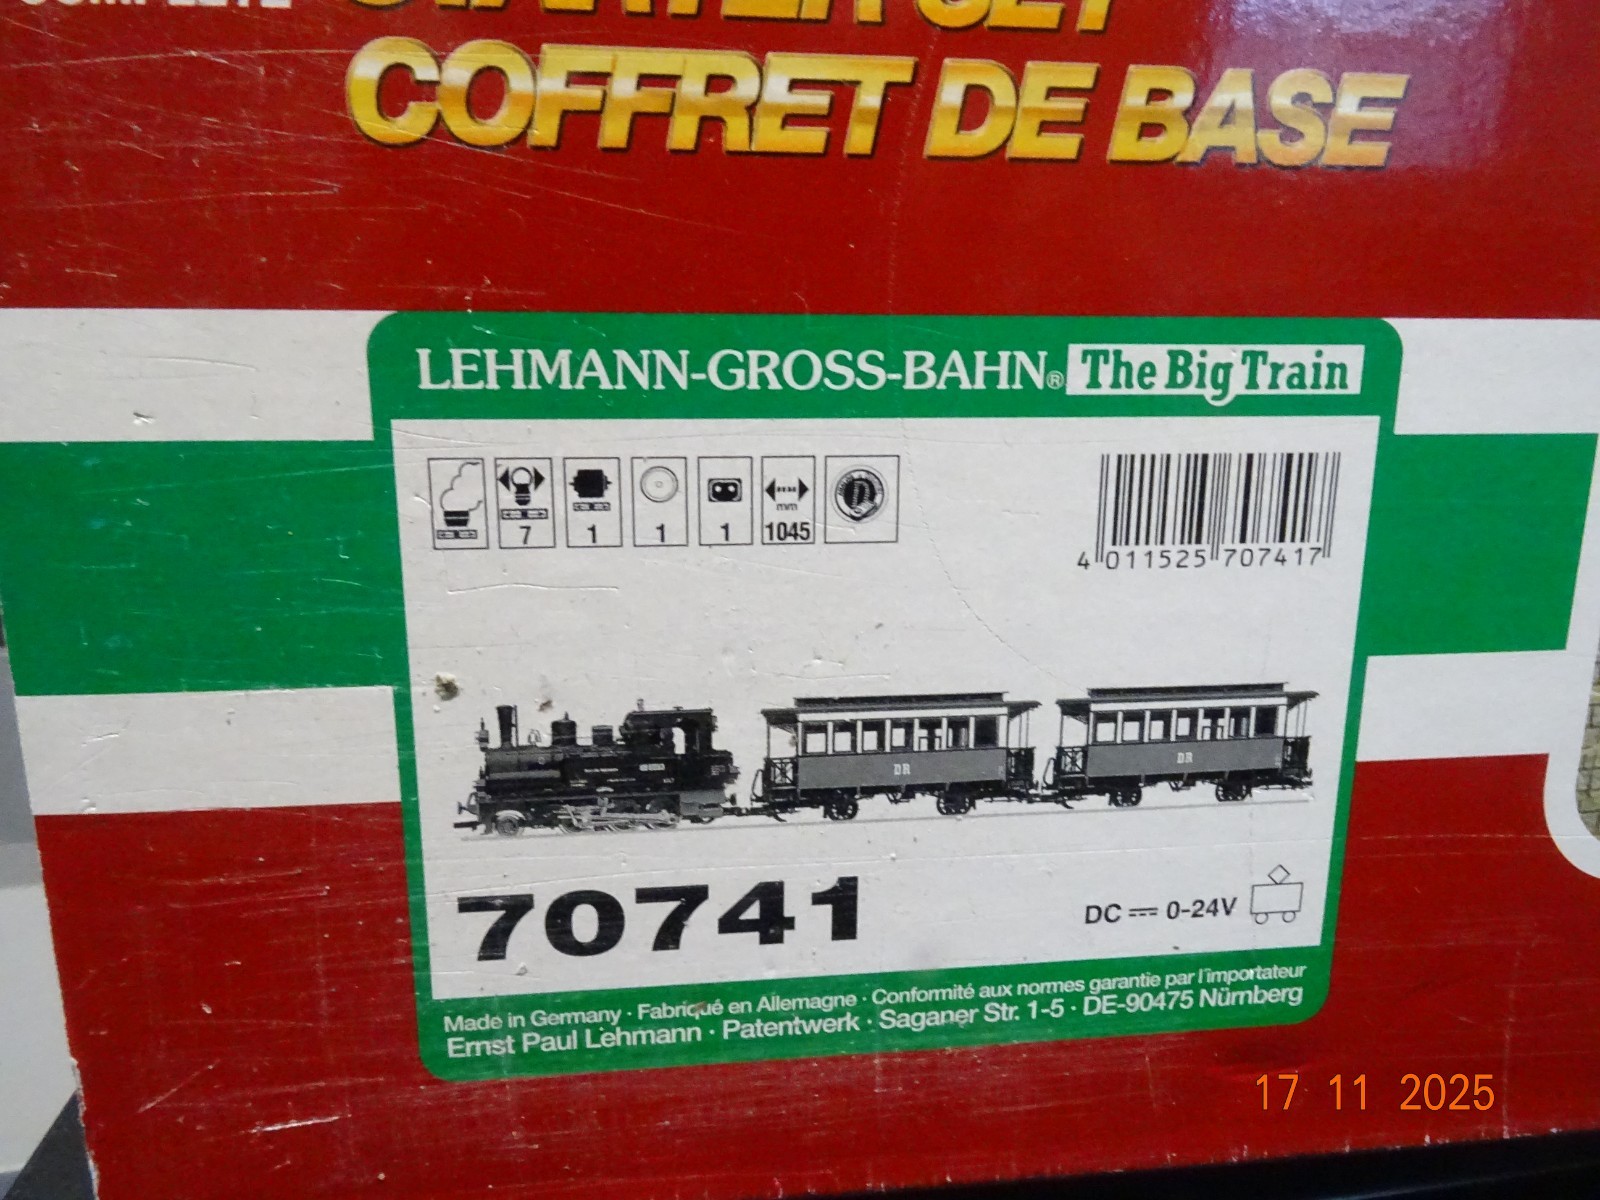 STARTER SET
COFFRET DE BASE
LEHMANN-GROSS-BAHN® The Big Train
7 1 1 1 mm 1045
4 011525 707417
DR DR
70741 DC 0-24V
Made in Germany · Fabriqué en Allemagne · Conformité aux normes garantie par l'importateur
Ernst Paul Lehmann · Patentwerk · Saganer Str. 1-5 · DE-90475 Nürnberg
17 11 2025